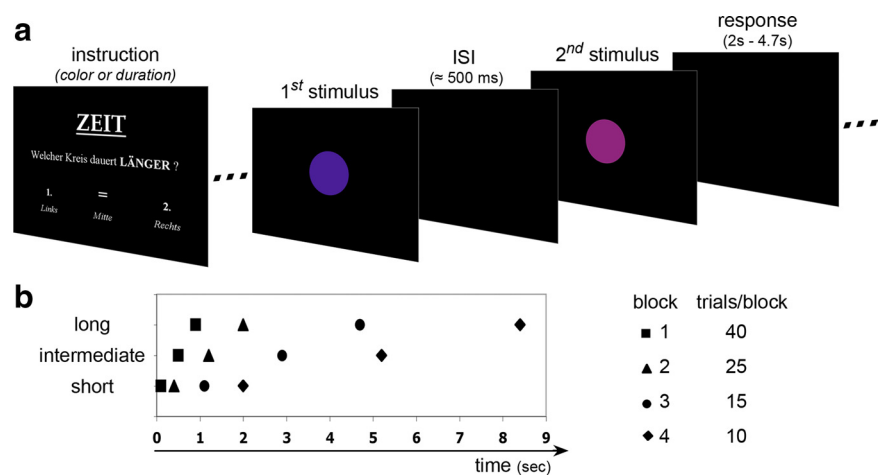 a
instruction
(color or duration)
ZEIT
Welcher Kreis dauert LÄNGER ?
1. = 2.
Links Mitte Rechts
1st stimulus
ISI
(≈ 500 ms)
2nd stimulus
response
(2s - 4.7s)
b
long
intermediate
short
0 1 2 3 4 5 6 7 8 9
time (sec)
block trials/block
1 40
2 25
3 15
4 10